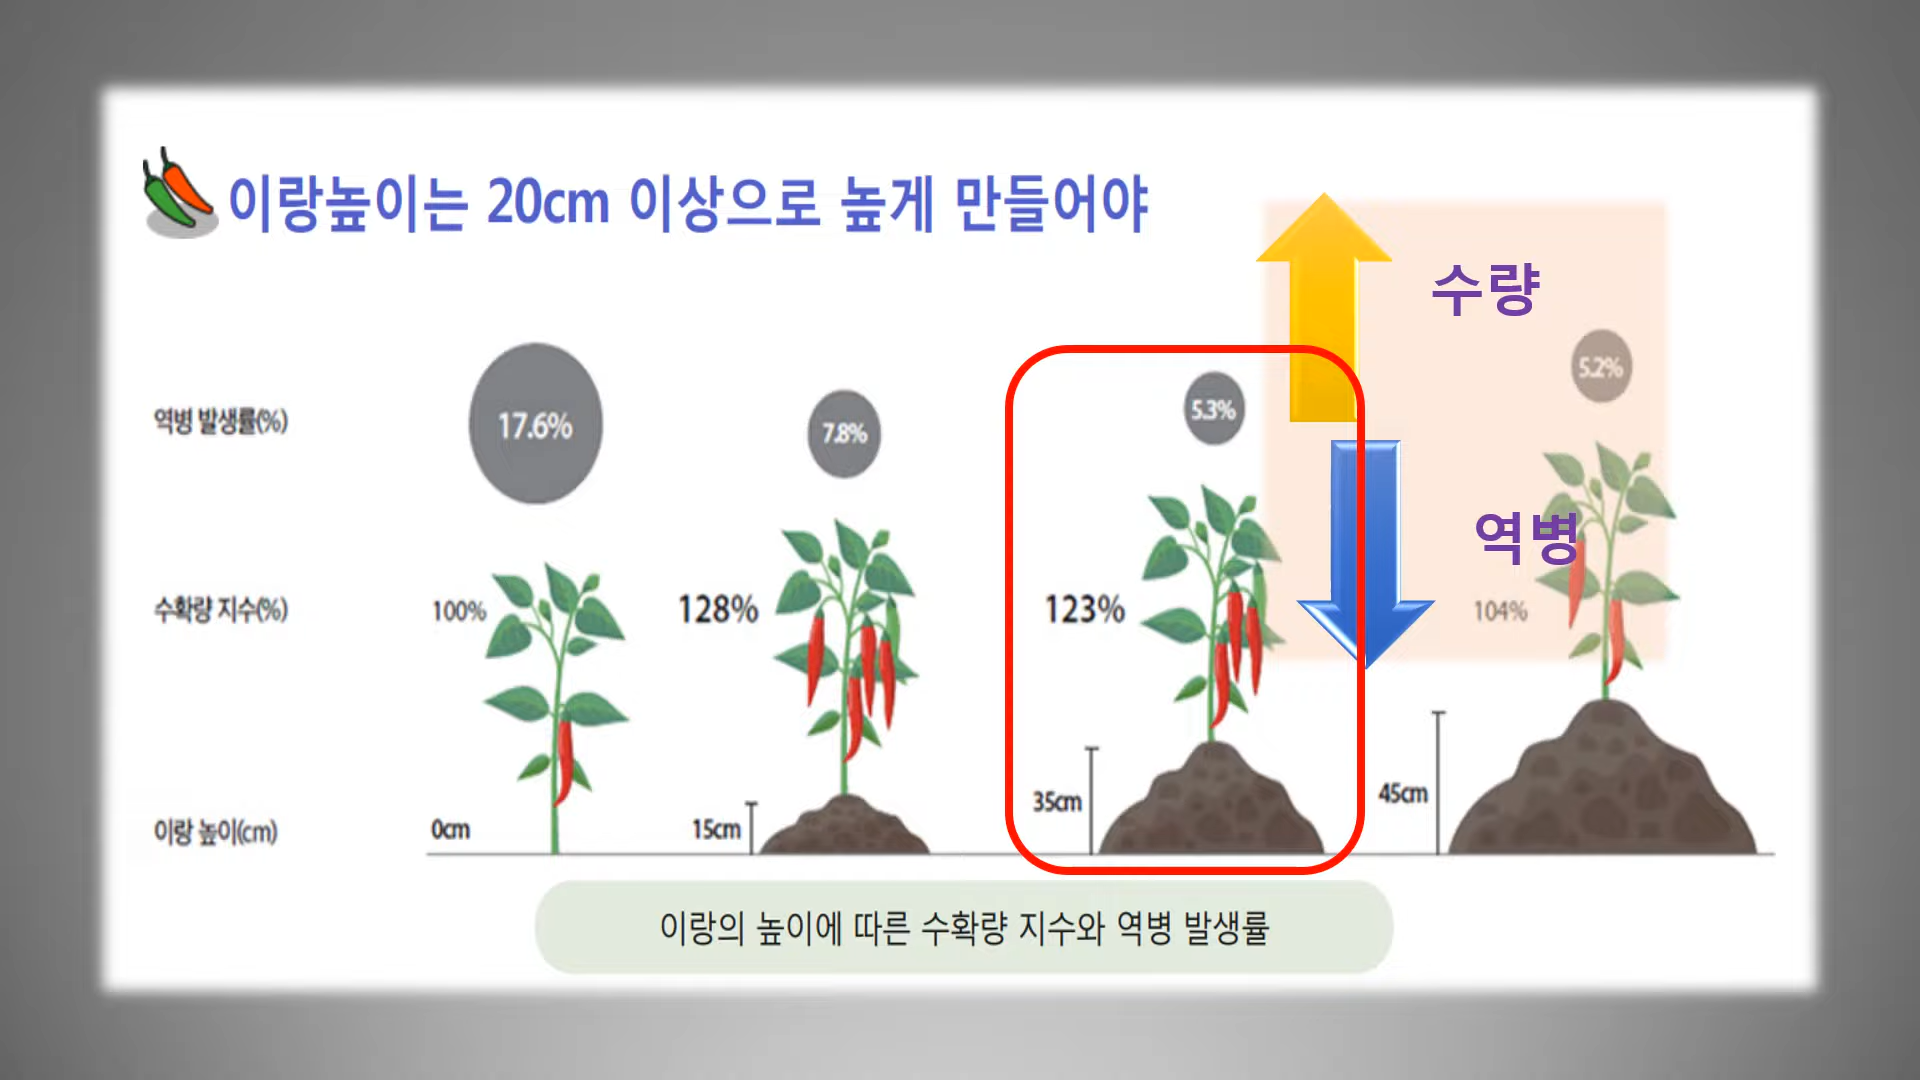 이랑높이는 20cm 이상으로 높게 만들어야
수량
역병 발생률(%)
17.6%
7.8%
5.3%
5.2%
역병
수확량 지수(%)
100%
128%
123%
104%
이랑 높이(cm)
0cm
15cm
35cm
45cm
이랑의 높이에 따른 수확량 지수와 역병 발생률